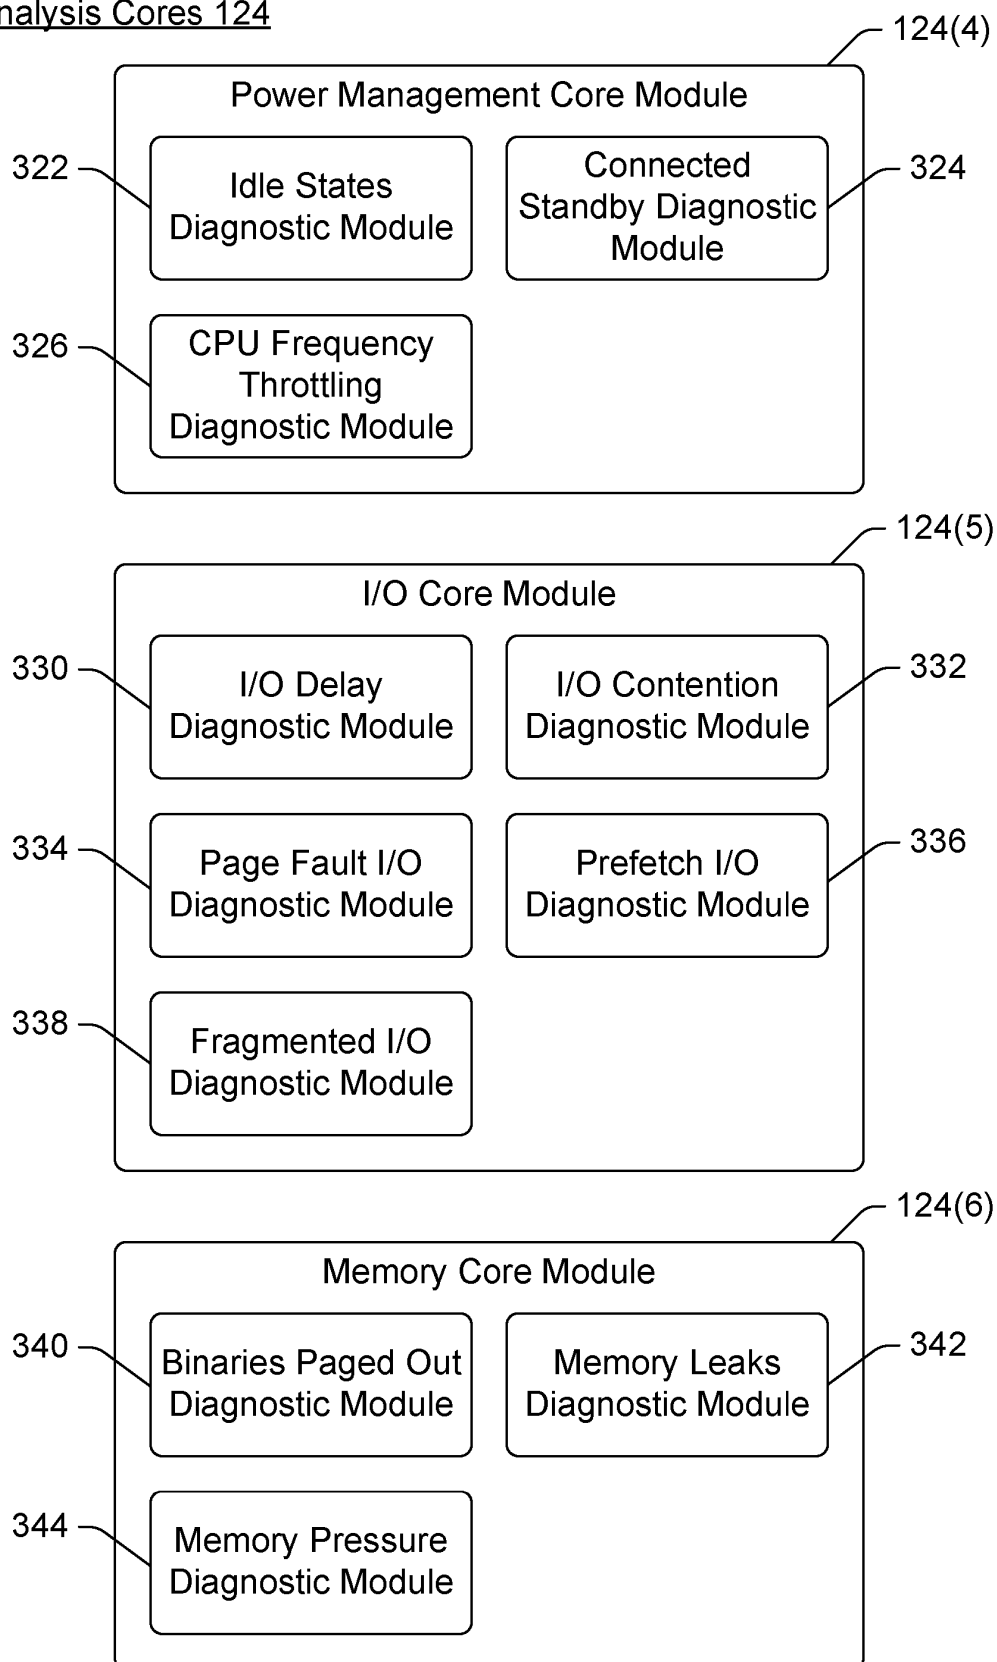 nalysis Cores 124
124(4)
Power Management Core Module
322
Idle States
Diagnostic Module
Connected
Standby Diagnostic
Module
324
326
CPU Frequency
Throttling
Diagnostic Module
124(5)
I/O Core Module
330
I/O Delay
Diagnostic Module
I/O Contention
Diagnostic Module
332
334
Page Fault I/O
Diagnostic Module
Prefetch I/O
Diagnostic Module
336
338
Fragmented I/O
Diagnostic Module
124(6)
Memory Core Module
340
Binaries Paged Out
Diagnostic Module
Memory Leaks
Diagnostic Module
342
344
Memory Pressure
Diagnostic Module